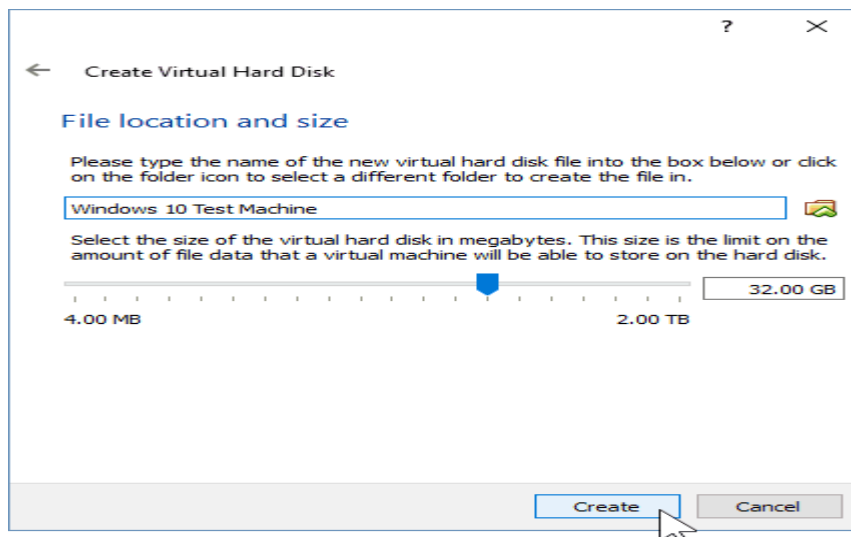 ?
Create Virtual Hard Disk
File location and size
Please type the name of the new virtual hard disk file into the box below or click
on the folder icon to select a different folder to create the file in.
Windows 10 Test Machine
Select the size of the virtual hard disk in megabytes. This size is the limit on the
amount of file data that a virtual machine will be able to store on the hard disk.
32.00 GB
4.00 MB 2.00 TB
Create Cancel